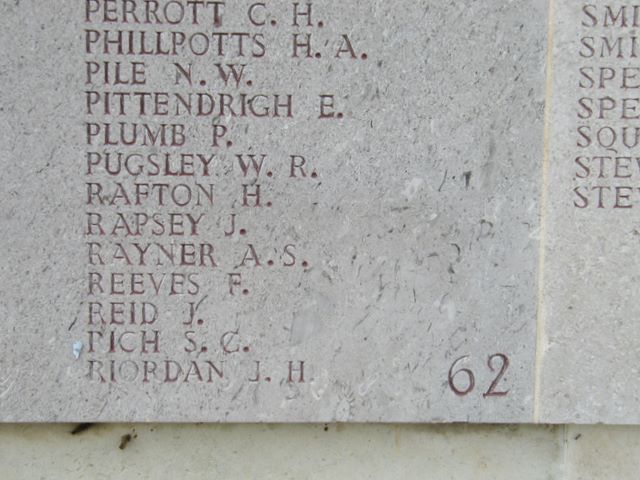 PERROTT C. H.
PHILLPOTTS H. A.
PILE N. W.
PITTENDRIGH E.
PLUMB P.
PUGSLEY W. R.
RAFTON H.
RAPSEY J.
RAYNER A. S.
REEVES F.
REID J.
RICH S. C.
RIORDAN J. H.
62
SMI
SMI
SPE
SPE
SQU
STEW
STE